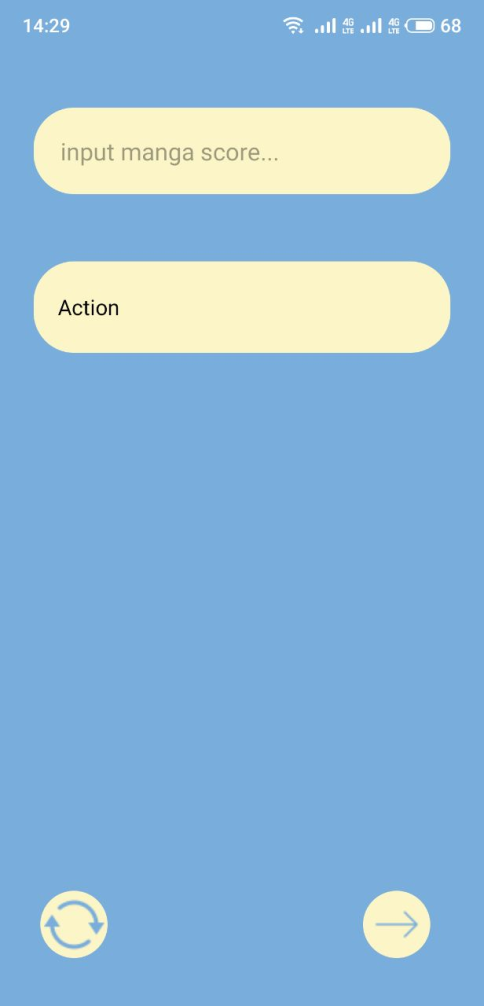 14:29
4G
LTE
4G
LTE
68
input manga score...
Action